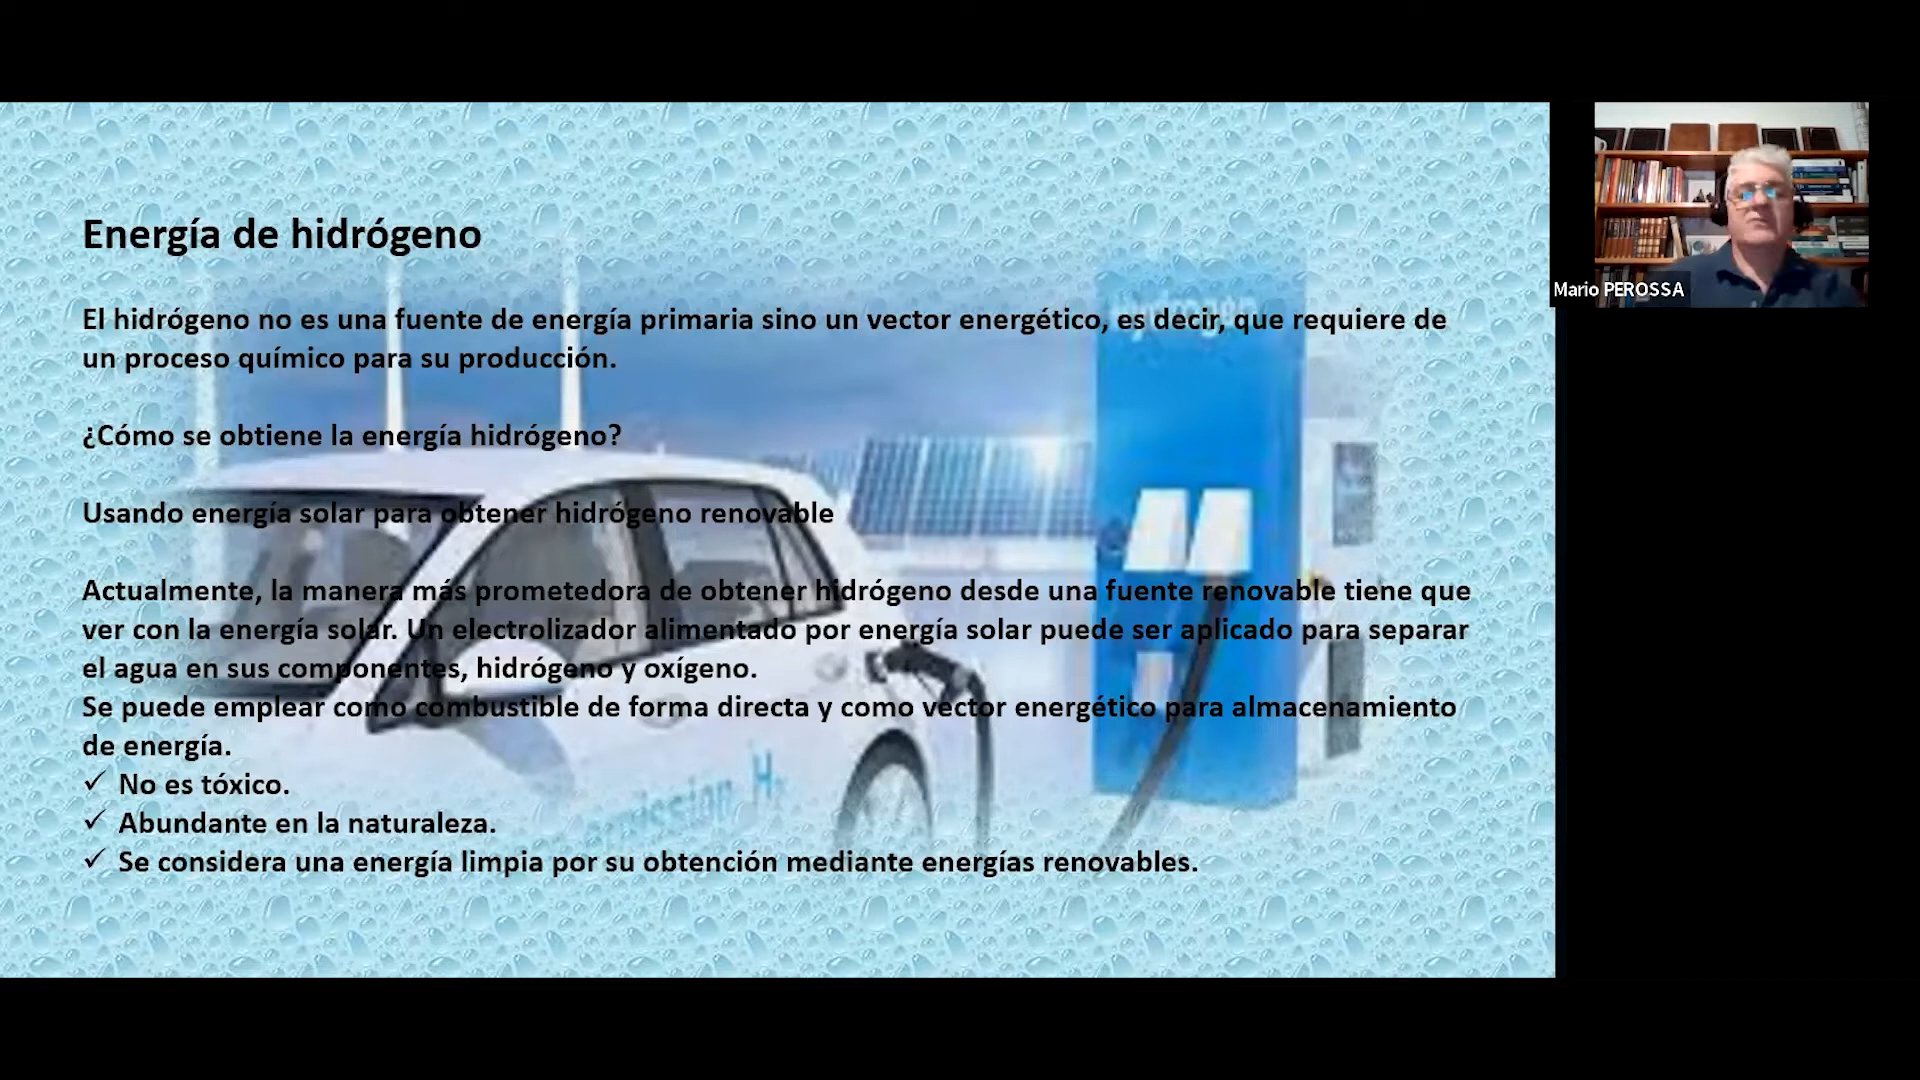 Energía de hidrógeno
Hydrogen
El hidrógeno no es una fuente de energía primaria sino un vector energético, es decir, que requiere de
un proceso químico para su producción.
¿Cómo se obtiene la energía hidrógeno?
Usando energía solar para obtener hidrógeno renovable
Actualmente, la manera más prometedora de obtener hidrógeno desde una fuente renovable tiene que
ver con la energía solar. Un electrolizador alimentado por energía solar puede ser aplicado para separar
el agua en sus componentes, hidrógeno y oxígeno.
Se puede emplear como combustible de forma directa y como vector energético para almacenamiento
de energía.
✓ No es tóxico.
✓ Abundante en la naturaleza.
✓ Se considera una energía limpia por su obtención mediante energías renovables.
H₂
Mario PEROSSA